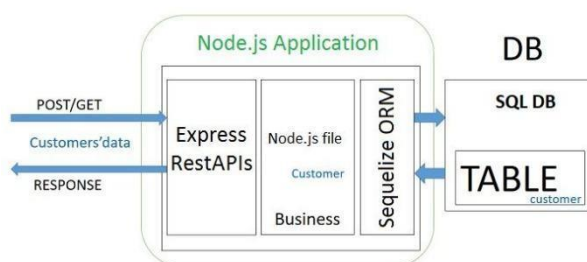 Node.js Application
DB
POST/GET
Customers'data
RESPONSE
Express
RestAPIs
Node.js file
Customer
Business
Sequelize ORM
SQL DB
TABLE
customer